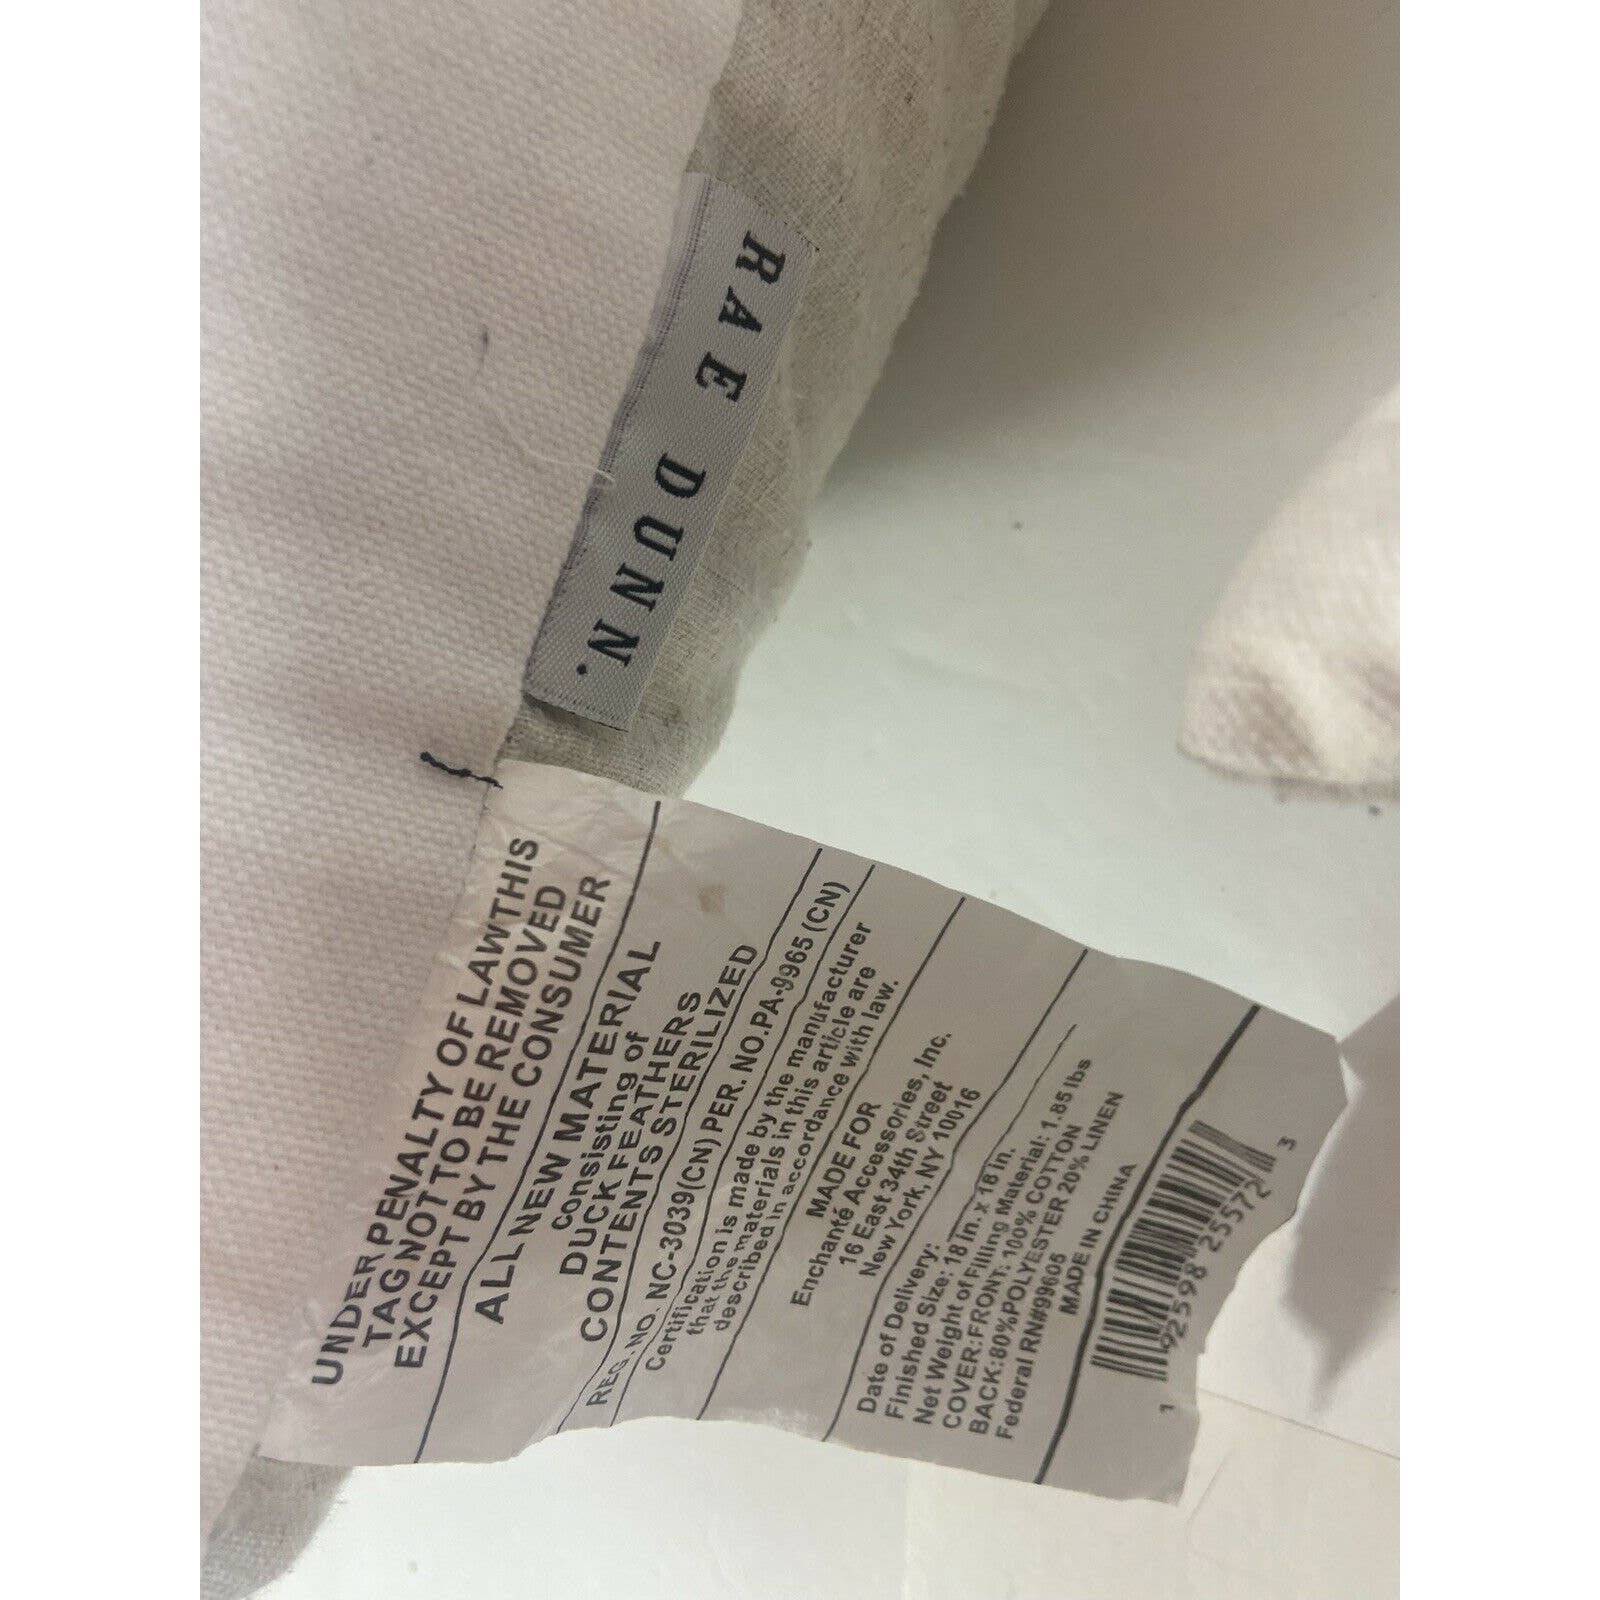 RAE DUNN.
UNDER PENALTY OF LAW THIS
TAG NOT TO BE REMOVED
EXCEPT BY THE CONSUMER
ALL NEW MATERIAL
Consisting of
DUCK FEATHERS
CONTENTS STERILIZED
REG. NO. NC-3039(CN) PER. NO.PA-9965 (CN)
Certification is made by the manufacturer
that the materials in this article are
described in accordance with law.
MADE FOR
Enchanté Accessories, Inc.
16 East 34th Street
New York, NY 10016
Date of Delivery:
Finished Size: 18 in. x 18 in.
Net Weight of Filling Material: 1.85 lbs
COVER:FRONT: 100% COTTON
BACK:80%POLYESTER 20% LINEN
Federal RN#99605
MADE IN CHINA
1 92598 25572 3